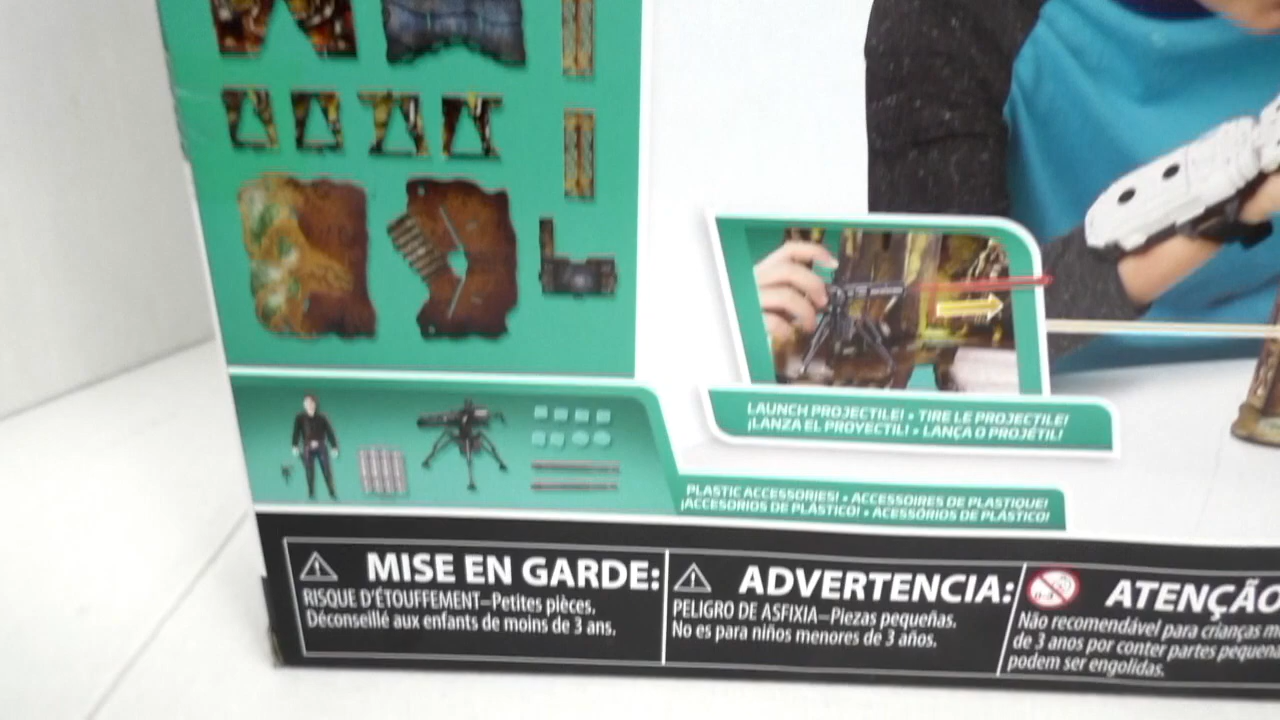 LAUNCH PROJECTILE! • TIRE LE PROJECTILE!
¡LANZA EL PROYECTIL! • LANÇA O PROJÉTIL!
PLASTIC ACCESSORIES! • ACCESSOIRES DE PLASTIQUE!
¡ACCESORIOS DE PLÁSTICO! • ACESSÓRIOS DE PLÁSTICO!
MISE EN GARDE:
RISQUE D'ÉTOUFFEMENT–Petites pièces.
Déconseillé aux enfants de moins de 3 ans.
ADVERTENCIA:
PELIGRO DE ASFIXIA–Piezas pequeñas.
No es para niños menores de 3 años.
0-3
ATENÇÃO
Não recomendável para crianças m
de 3 anos por conter partes pequena
podem ser engolidas.